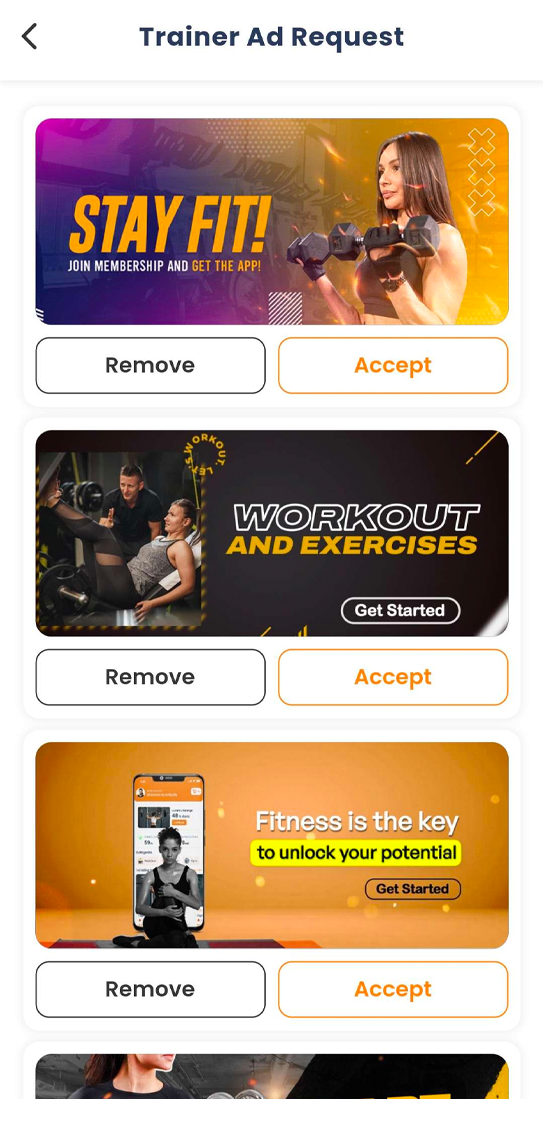 Trainer Ad Request
STAY FIT!
JOIN MEMBERSHIP AND GET THE APP!
Remove
Accept
LET'S WORKOUT
WORKOUT
AND EXERCISES
Get Started
Remove
Accept
Fitness is the key
to unlock your potential
Get Started
Remove
Accept